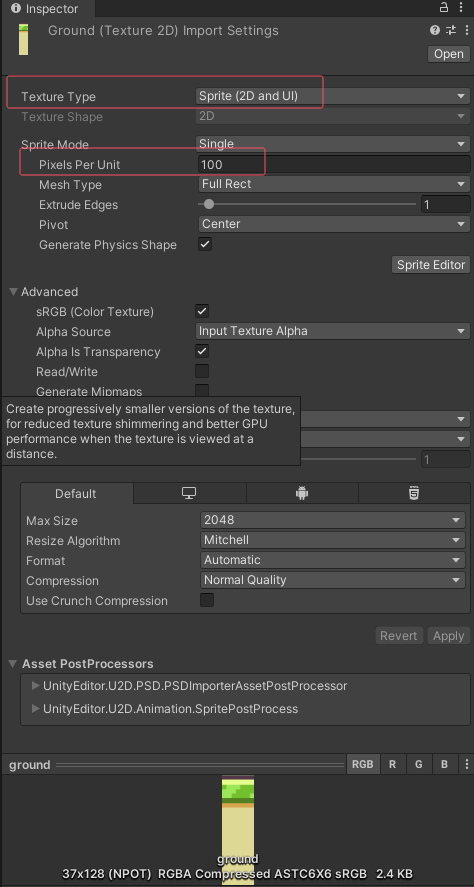 Inspector
Ground (Texture 2D) Import Settings
Open
Texture Type Sprite (2D and UI)
Texture Shape 2D
Sprite Mode Single
Pixels Per Unit 100
Mesh Type Full Rect
Extrude Edges 1
Pivot Center
Generate Physics Shape
Sprite Editor
Advanced
sRGB (Color Texture)
Alpha Source Input Texture Alpha
Alpha Is Transparency
Read/Write
Generate Mipmaps
Create progressively smaller versions of the texture,
for reduced texture shimmering and better GPU
performance when the texture is viewed at a
distance.
1
Default
Max Size 2048
Resize Algorithm Mitchell
Format Automatic
Compression Normal Quality
Use Crunch Compression
Revert Apply
Asset PostProcessors
UnityEditor.U2D.PSD.PSDImporterAssetPostProcessor
UnityEditor.U2D.Animation.SpritePostProcess
ground RGB R G B
ground
37x128 (NPOT) RGBA Compressed ASTC6X6 sRGB 2.4 KB